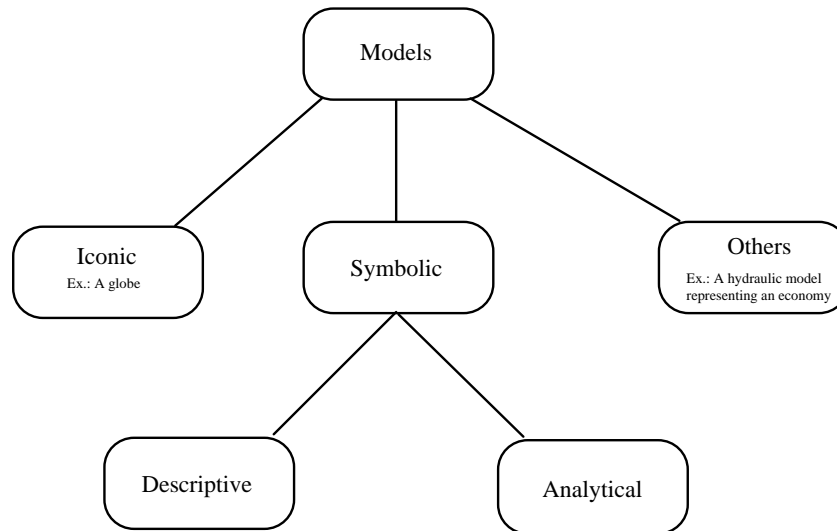 Models
Iconic
Ex.: A globe
Symbolic
Others
Ex.: A hydraulic model
representing an economy
Descriptive
Analytical